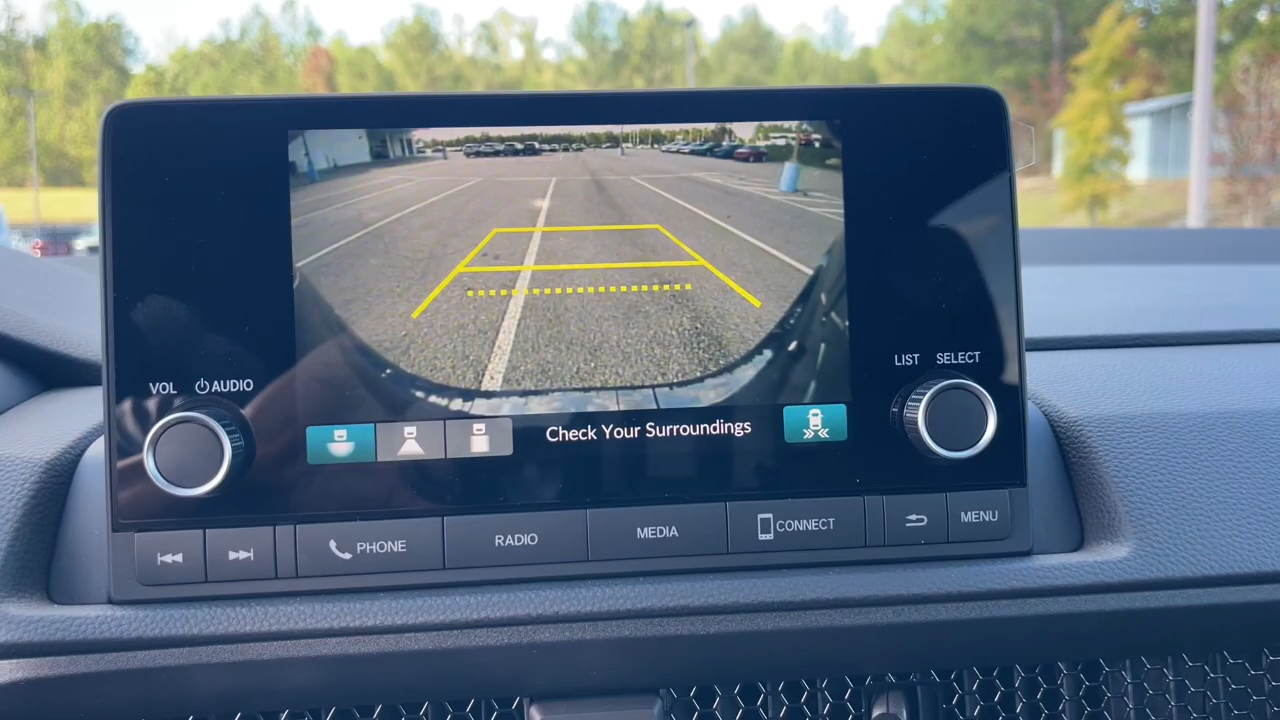 VOL AUDIO
LIST SELECT
Check Your Surroundings
PHONE
RADIO
MEDIA
CONNECT
MENU